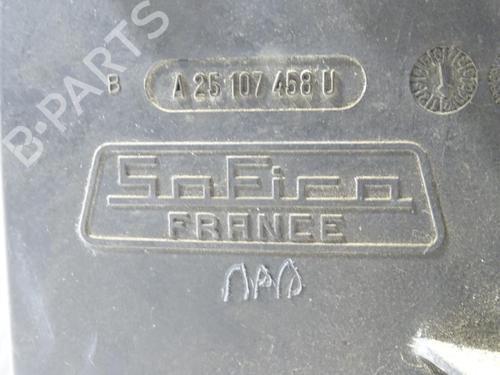 B-PARTS
B A 25 107 458 U
SoFica
FRANCE